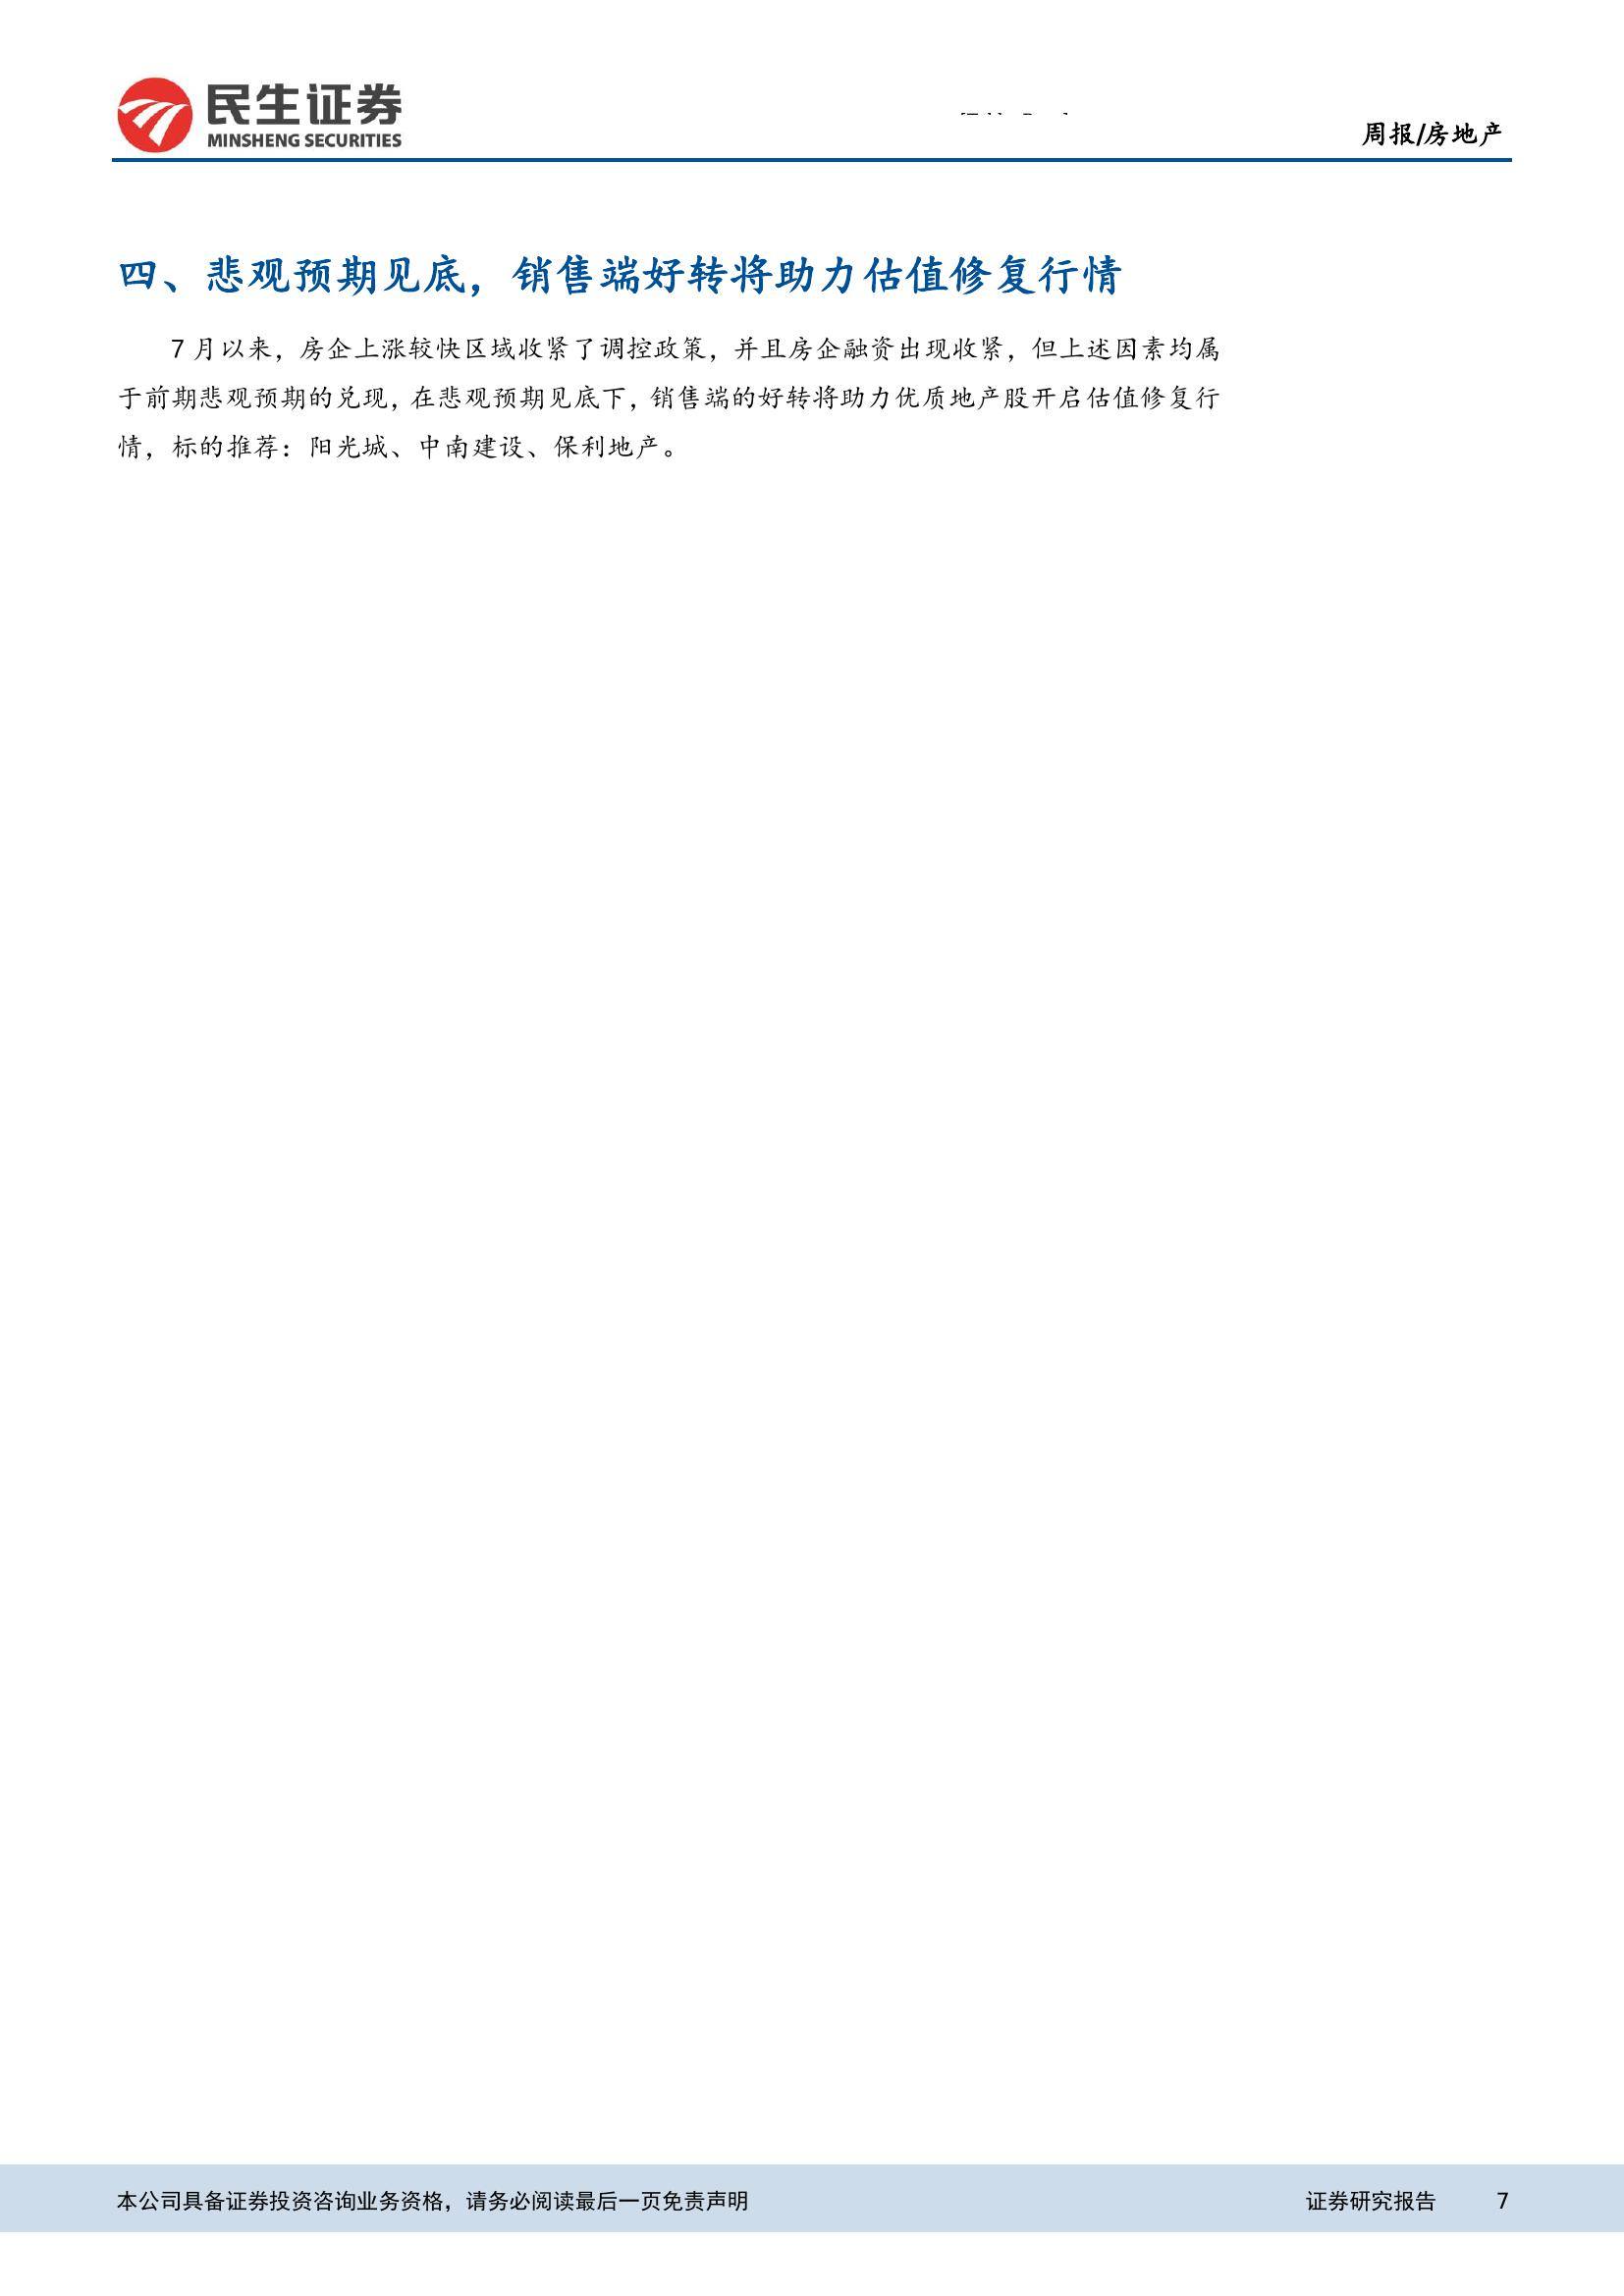 民生证券
MINSHENG SECURITIES
周报/房地产
四、悲观预期见底，销售端好转将助力估值修复行情
7 月以来，房企上涨较快区域收紧了调控政策，并且房企融资出现收紧，但上述因素均属
于前期悲观预期的兑现，在悲观预期见底下，销售端的好转将助力优质地产股开启估值修复行
情，标的推荐：阳光城、中南建设、保利地产。
本公司具备证券投资咨询业务资格，请务必阅读最后一页免责声明
证券研究报告 7